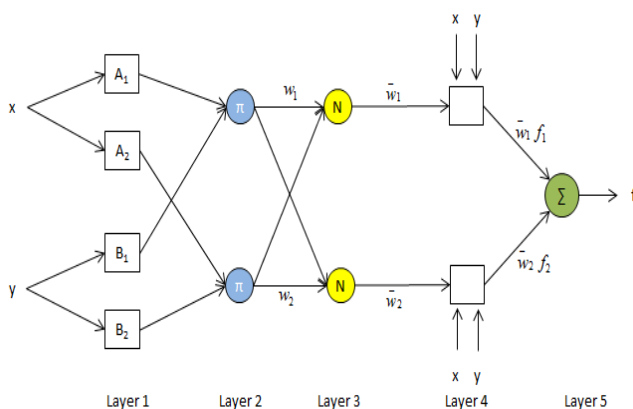 x y
A1
w1 w̄1
x π N
w̄1 f1
A2
Σ f
B1
w̄2 f2
y π N
w2 w̄2
B2
x y
Layer 1 Layer 2 Layer 3 Layer 4 Layer 5